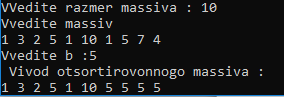 VVedite razmer massiva : 10
Vvedite massiv
1 3 2 5 1 10 1 5 7 4
Vvedite b :5
Vivod otsortirovonnogo massiva :
1 3 2 5 1 10 5 5 5 5